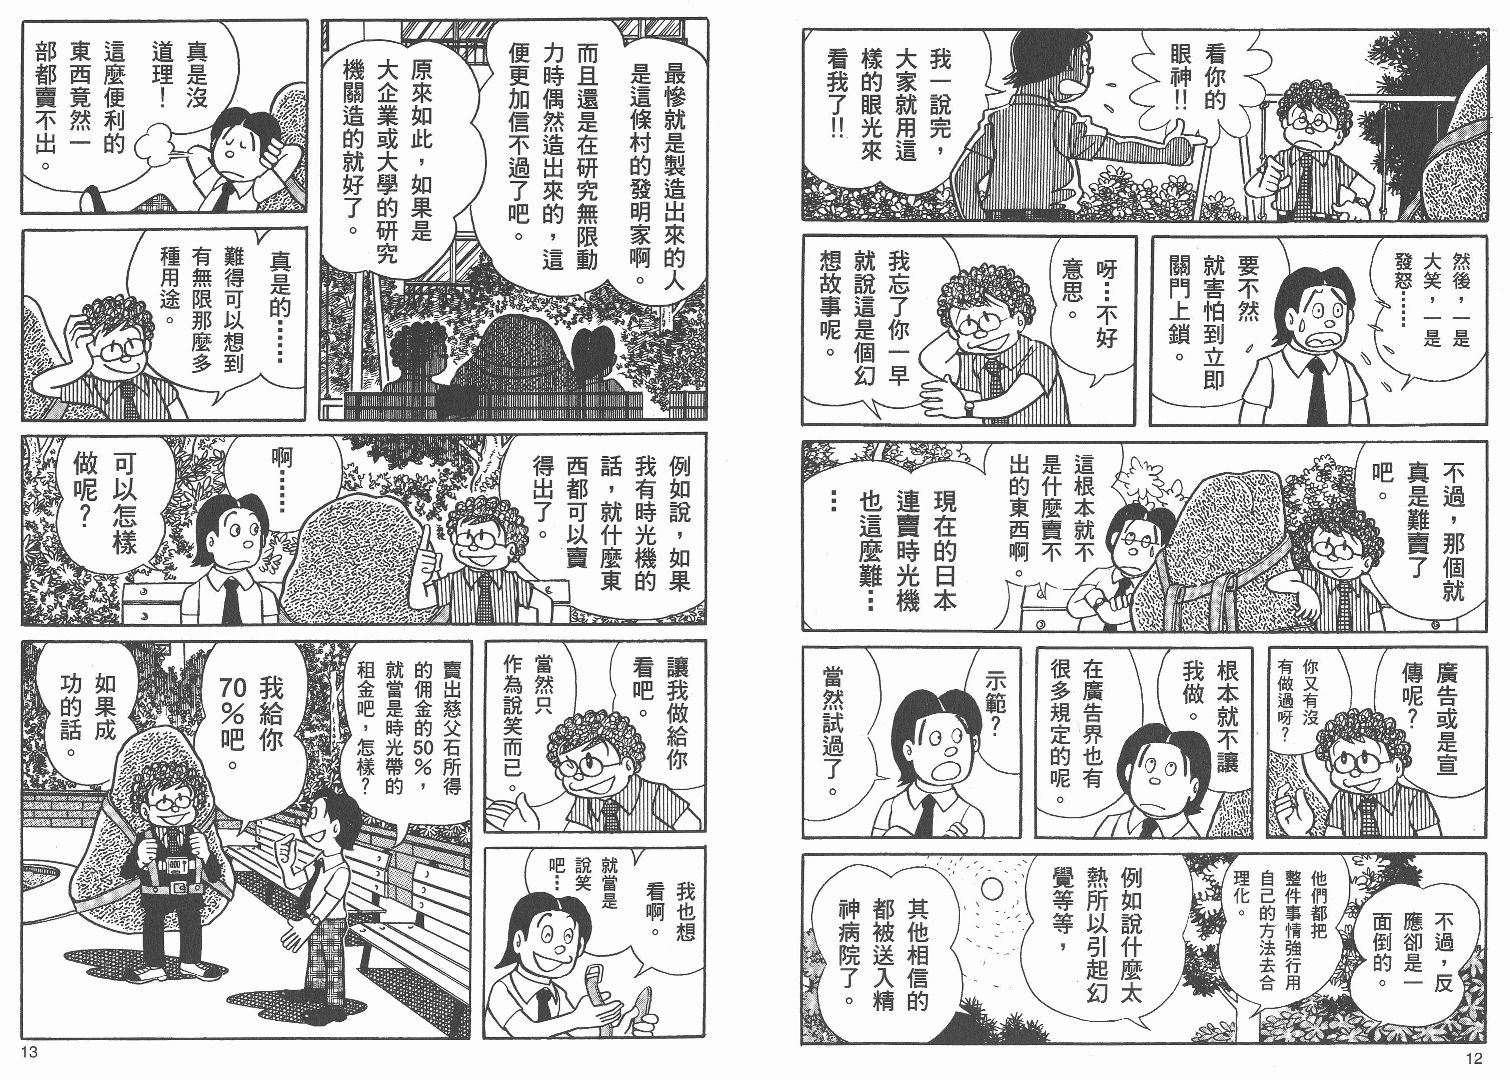 看你的
眼神!!
我一說完，
大家就用這
樣的眼光來
看我了!!
然後，一是
大笑，一是
發怒……
要不然
就害怕到立即
關門上鎖。
呀…不好
意思。
我忘了你一早
就說這是個幻
想故事呢。
不過，那個就
真是難賣了
吧。
這根本就不
是什麼賣不
出的東西啊。
現在的日本
連賣時光機
也這麼難…
…
廣告或是宣
傳呢？
你又有沒
有做過呀？
根本就不讓
我做。
在廣告界也有
很多規定的呢。
示範？
當然試過了。
不過，反
應卻是一
面倒的。
他們都把
整件事情強行用
自己的方法去合
理化。
例如說什麼太
熱所以引起幻
覺等等，
其他相信的
都被送入精
神病院了。
12
最慘就是製造出來的人
是這條村的發明家啊。
而且還是在研究無限動
力時偶然造出來的，這
便更加信不過了吧。
原來如此，如果是
大企業或大學的研究
機關造的就好了。
真是沒
道理！
這麼便利的
東西竟然一
部都賣不出。
真是的……
難得可以想到
有無限那麼多
種用途。
例如說，如果
我有時光機的
話，就什麼東
西都可以賣
得出了。
啊……
可以怎樣
做呢？
讓我做給你
看吧。
當然只
作為說笑而已。
我也想
看啊。
就當是
說笑
吧…
賣出慈父石所得
的佣金的50%，
就當是時光帶的
租金吧，怎樣？
我給你
70%吧。
如果成
功的話。
13